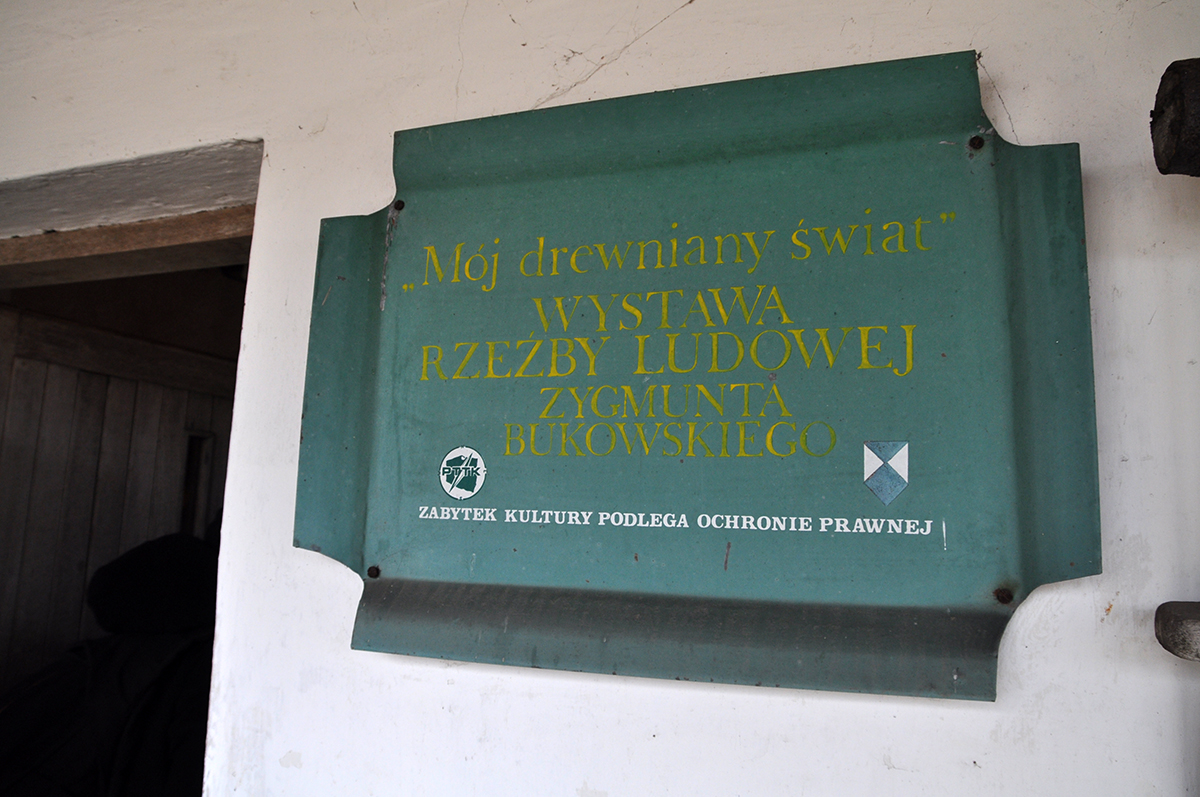 „Mój drewniany świat”
WYSTAWA
RZEŹBY LUDOWEJ
ZYGMUNTA
BUKOWSKIEGO
PTTK
ZABYTEK KULTURY PODLEGA OCHRONIE PRAWNEJ